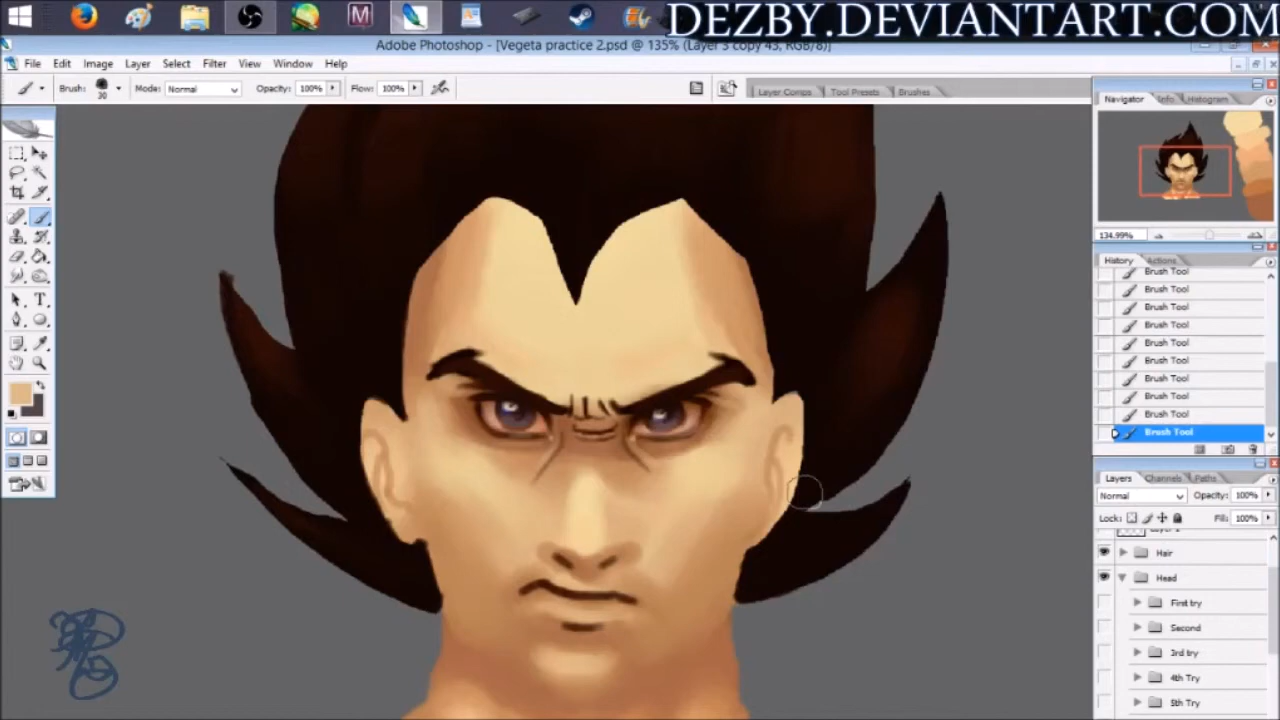 DEZBY.DEVIANTART.COM
Adobe Photoshop - [Vegeta practice 2.psd @ 135% (Layer 3 copy 43, RGB/8)]
File Edit Image Layer Select Filter View Window Help
Brush: 30 Mode: Normal Opacity: 100% Flow: 100% Layer Comps Tool Presets Brushes
Navigator Info Histogram
134.99%
History Actions
Brush Tool
Brush Tool
Brush Tool
Brush Tool
Brush Tool
Brush Tool
Brush Tool
Brush Tool
Brush Tool
Brush Tool
Layers Channels Paths
Normal Opacity: 100%
Lock: Fill: 100%
Hair
Head
First try
Second
3rd try
4th Try
5th Try